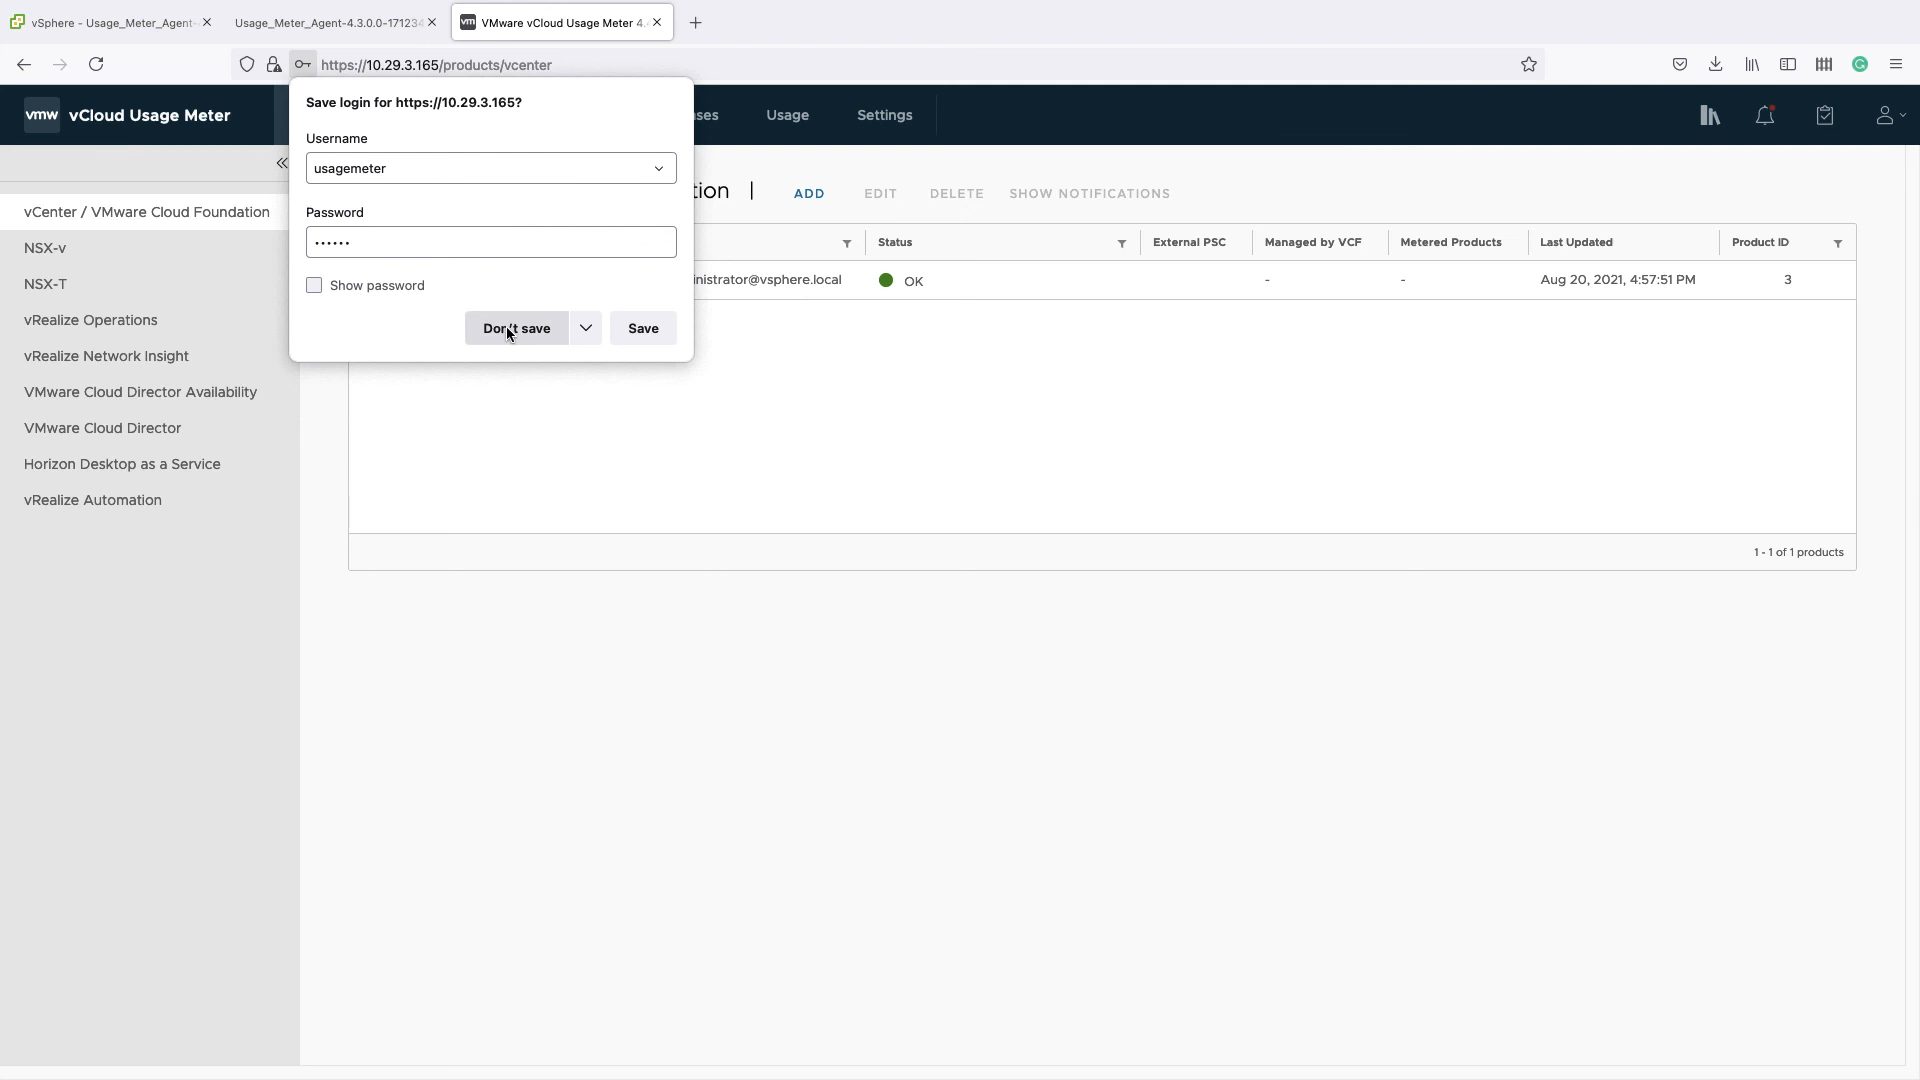 vSphere - Usage_Meter_Agent-
Usage_Meter_Agent-4.3.0.0-17123
VMware vCloud Usage Meter 4.
https://10.29.3.165/products/vcenter
Save login for https://10.29.3.165?
Username
usagemeter
Password
••••••
Show password
Don't save
Save
vmw vCloud Usage Meter
ses
Usage
Settings
vCenter / VMware Cloud Foundation
NSX-v
NSX-T
vRealize Operations
vRealize Network Insight
VMware Cloud Director Availability
VMware Cloud Director
Horizon Desktop as a Service
vRealize Automation
tion | ADD EDIT DELETE SHOW NOTIFICATIONS
Status External PSC Managed by VCF Metered Products Last Updated Product ID
inistrator@vsphere.local OK - - Aug 20, 2021, 4:57:51 PM 3
1 - 1 of 1 products